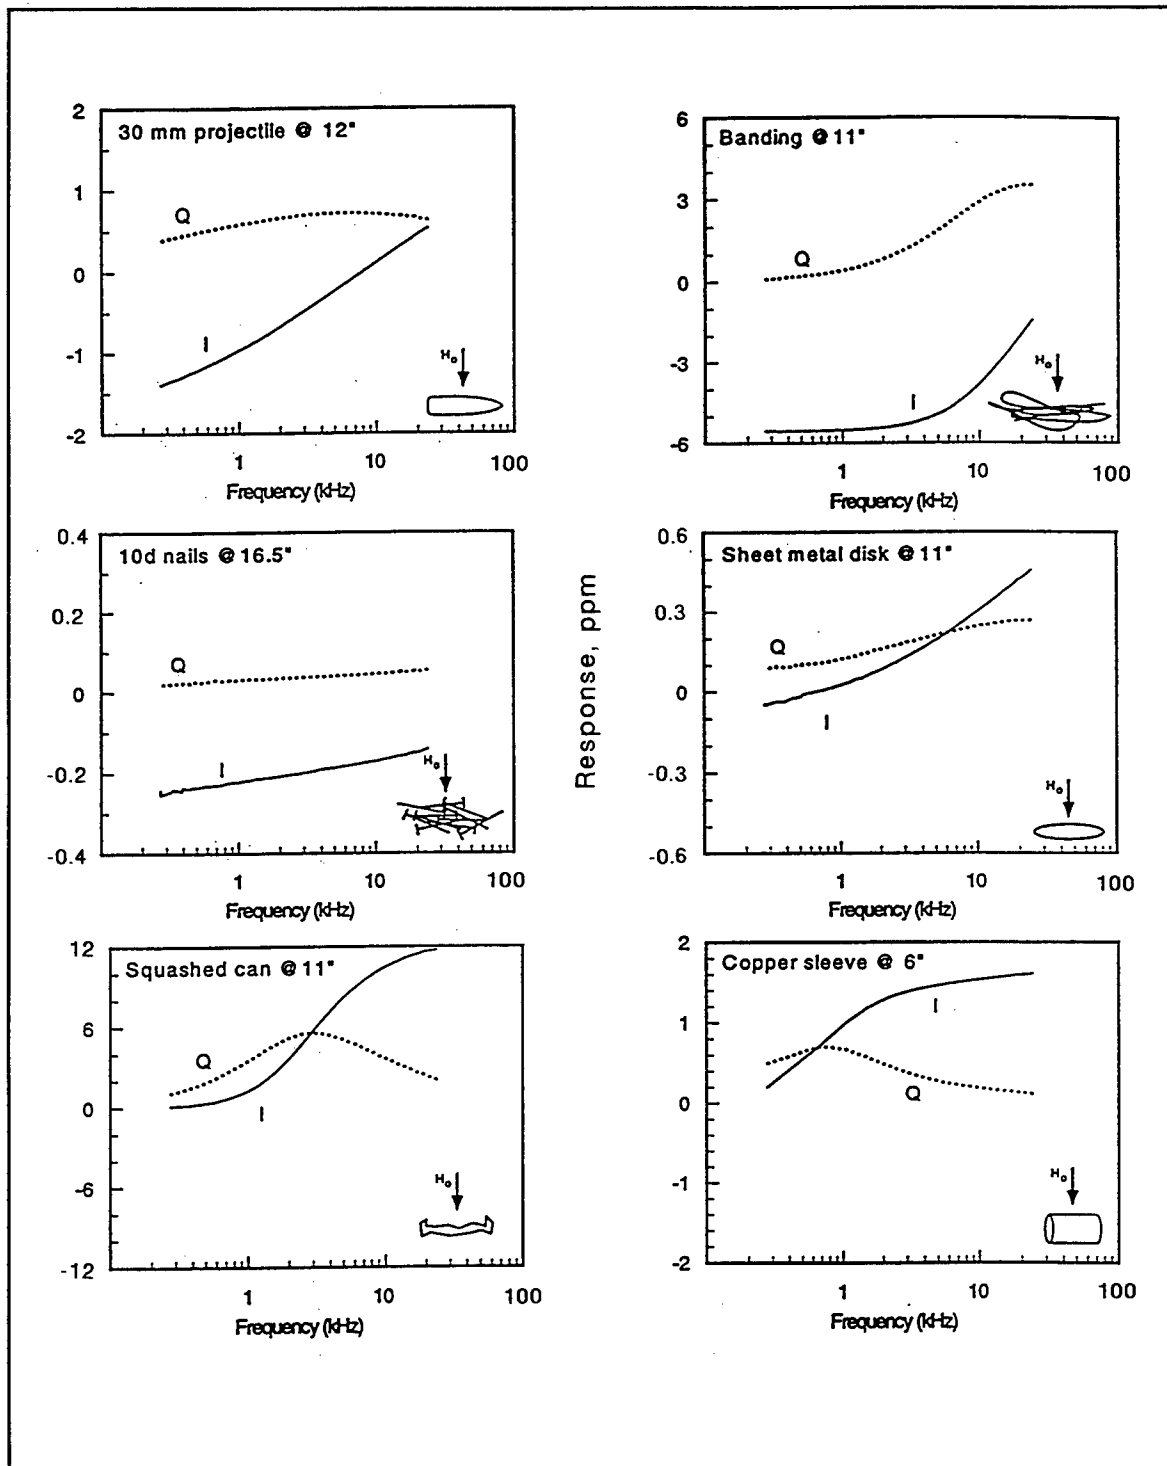 30 mm projectile @ 12"
2
1
0
-1
-2
Q
I
H₀
1 10 100
Frequency (kHz)
Banding @ 11"
6
3
0
-3
-6
Q
I
H₀
1 10 100
Frequency (kHz)
Response, ppm
10d nails @ 16.5"
0.4
0.2
0
-0.2
-0.4
Q
I
H₀
1 10 100
Frequency (kHz)
Sheet metal disk @ 11"
0.6
0.3
0
-0.3
-0.6
Q
I
H₀
1 10 100
Frequency (kHz)
Squashed can @ 11"
12
6
0
-6
-12
Q
I
H₀
1 10 100
Frequency (kHz)
Copper sleeve @ 6"
2
1
0
-1
-2
I
Q
H₀
1 10 100
Frequency (kHz)